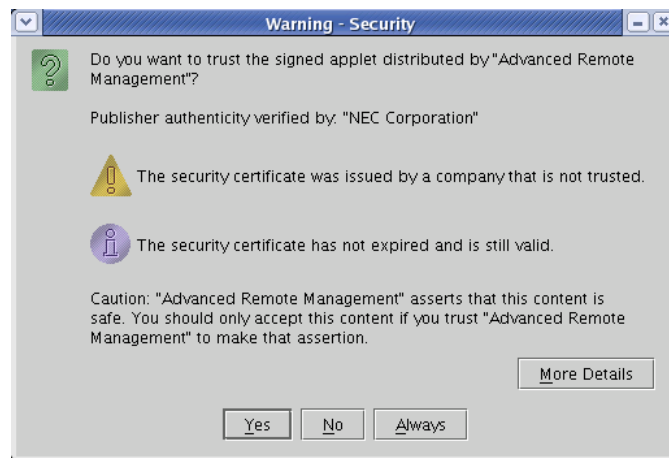 Warning - Security
Do you want to trust the signed applet distributed by "Advanced Remote
Management"?
Publisher authenticity verified by: "NEC Corporation"
The security certificate was issued by a company that is not trusted.
The security certificate has not expired and is still valid.
Caution: "Advanced Remote Management" asserts that this content is
safe. You should only accept this content if you trust "Advanced Remote
Management" to make that assertion.
More Details
Yes No Always